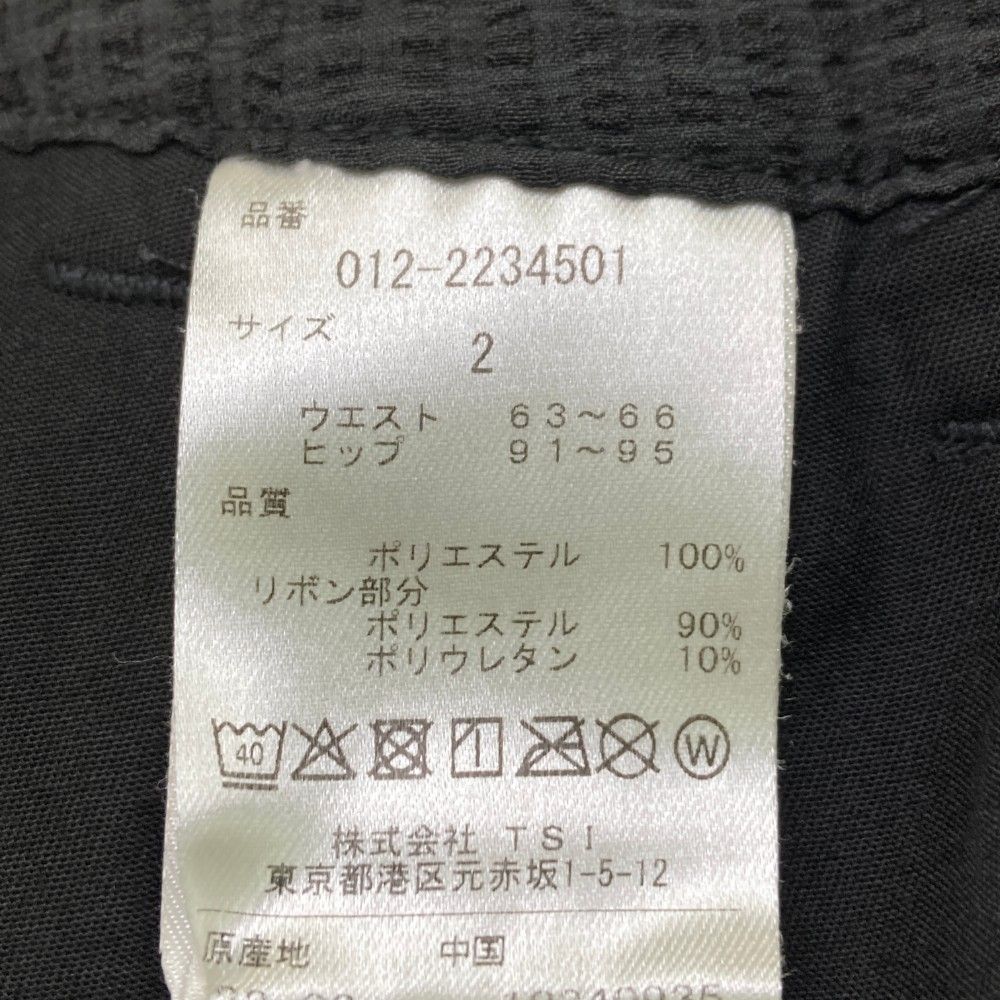 品番
012-2234501
サイズ
2
ウエスト 63～66
ヒップ 91～95
品質
ポリエステル 100%
リボン部分
ポリエステル 90%
ポリウレタン 10%
40 W
株式会社 TSI
東京都港区元赤坂1-5-12
原産地 中国